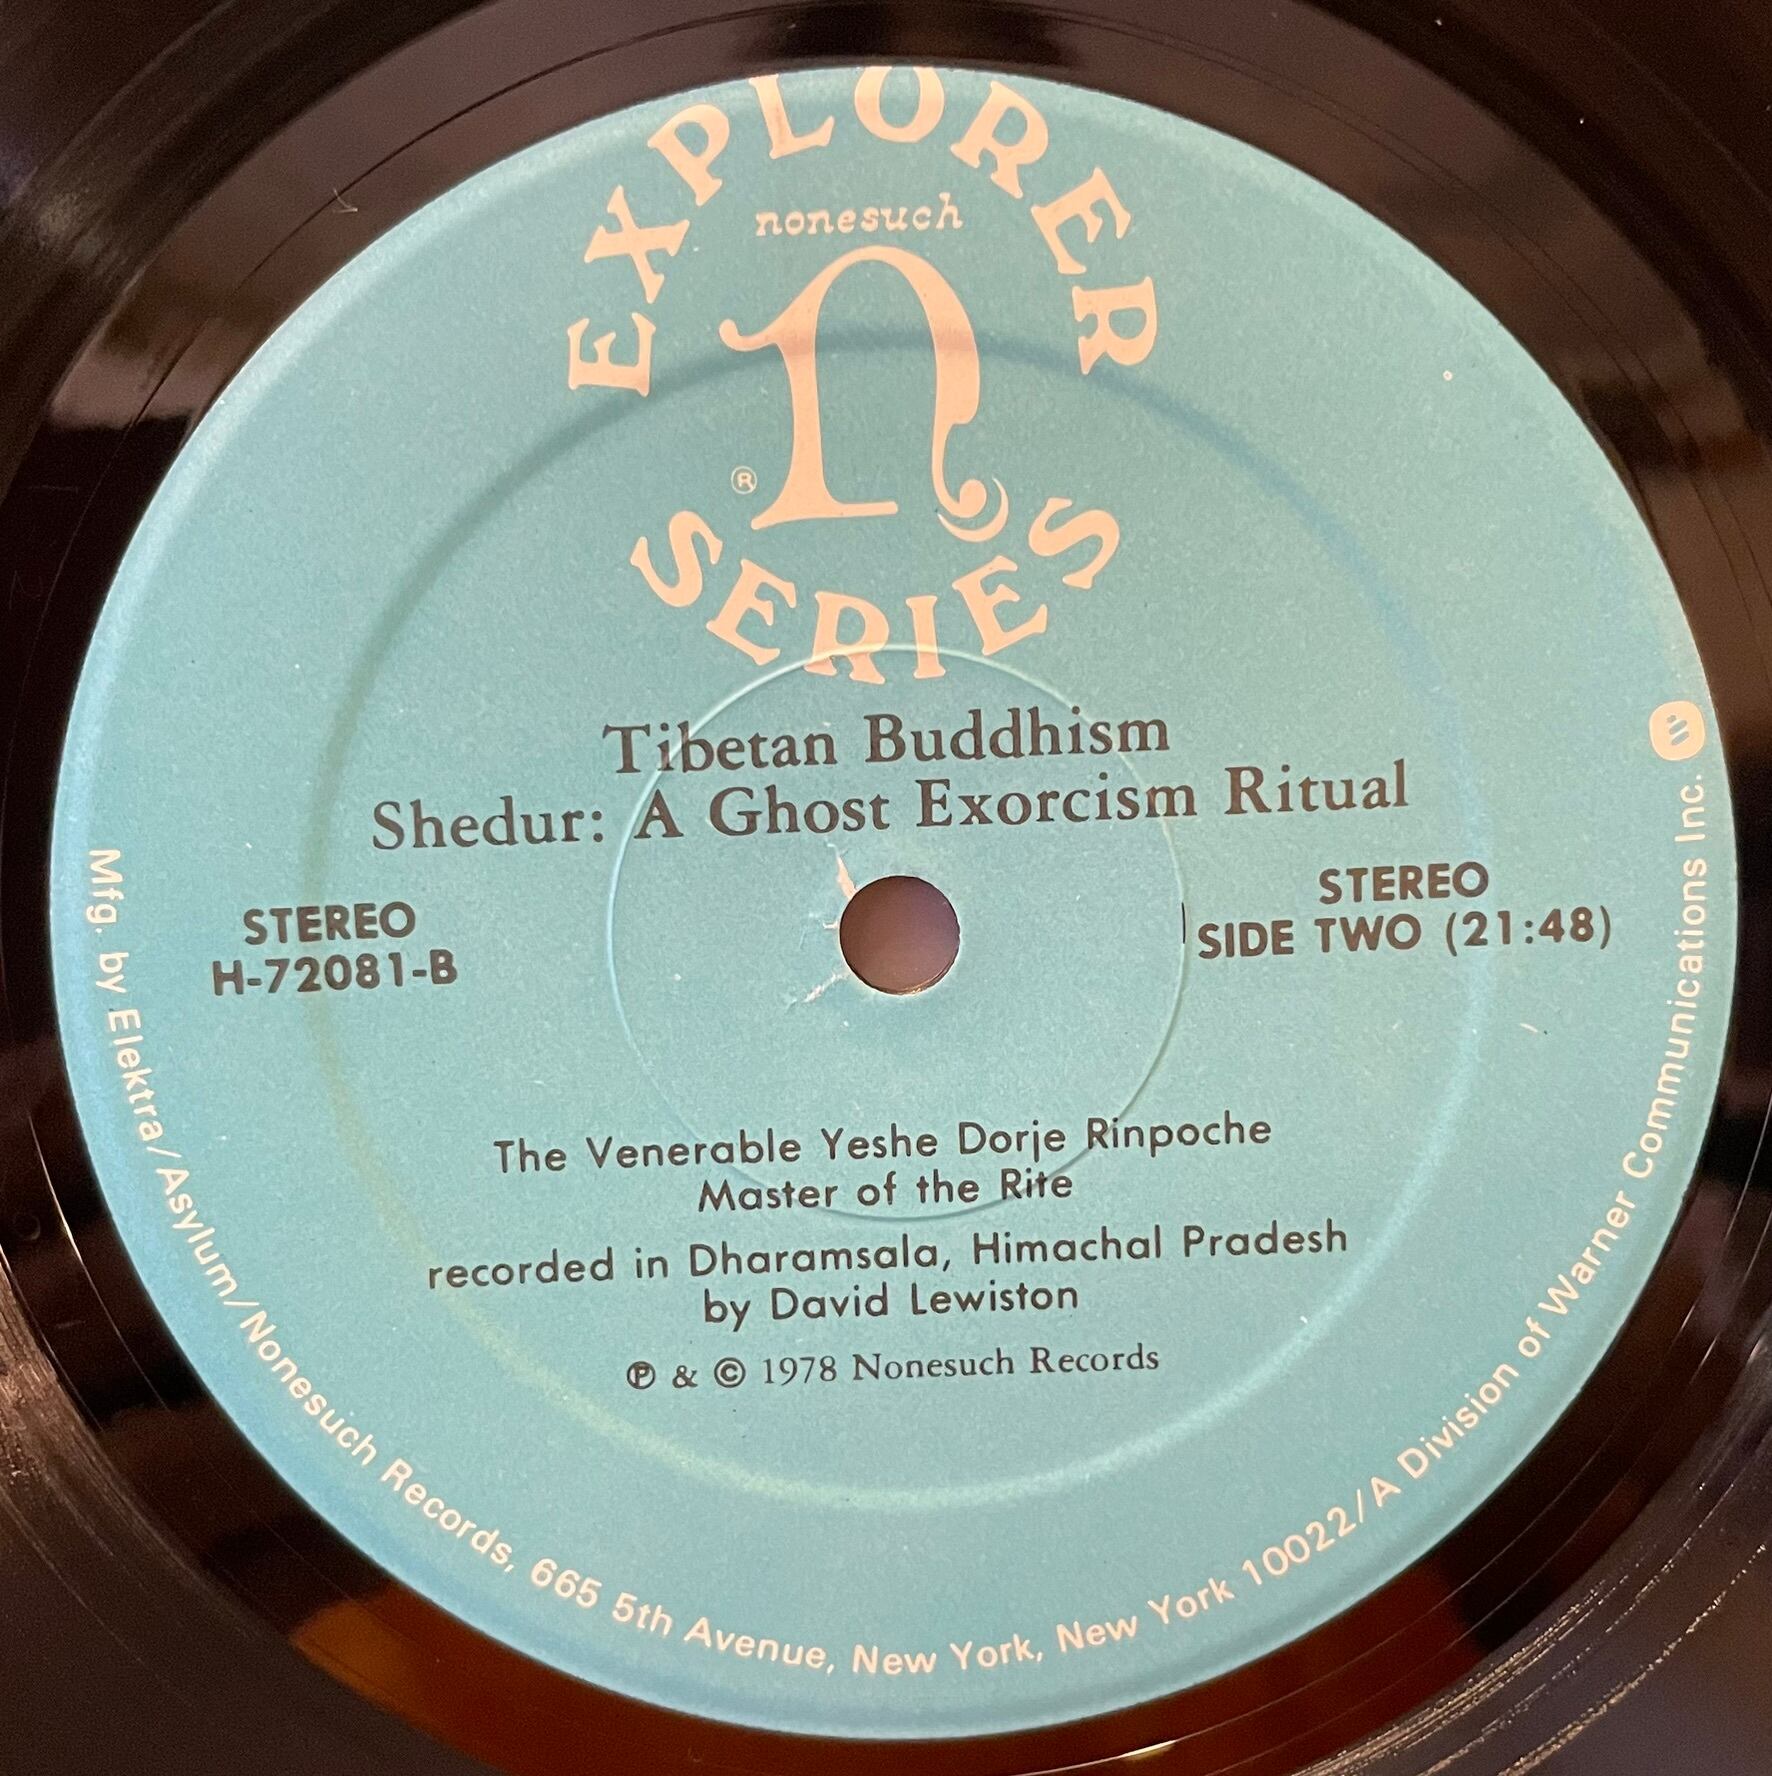 EXPLORER
nonesuch
n
®
SERIES
Tibetan Buddhism
Shedur: A Ghost Exorcism Ritual
STEREO
H-72081-B
STEREO
SIDE TWO (21:48)
The Venerable Yeshe Dorje Rinpoche
Master of the Rite
recorded in Dharamsala, Himachal Pradesh
by David Lewiston
℗ & © 1978 Nonesuch Records
Mfg. by Elektra/Asylum/Nonesuch Records, 665 5th Avenue, New York, New York 10022/A Division of Warner Communications Inc.